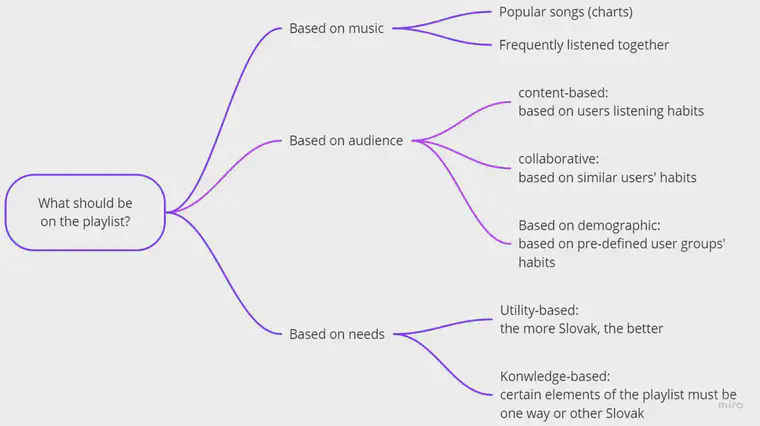 What should be
on the playlist?
Based on music
Popular songs (charts)
Frequently listened together
Based on audience
content-based:
based on users listening habits
collaborative:
based on similar users' habits
Based on demographic:
based on pre-defined user groups'
habits
Based on needs
Utility-based:
the more Slovak, the better
Konwledge-based:
certain elements of the playlist must be
one way or other Slovak
miro